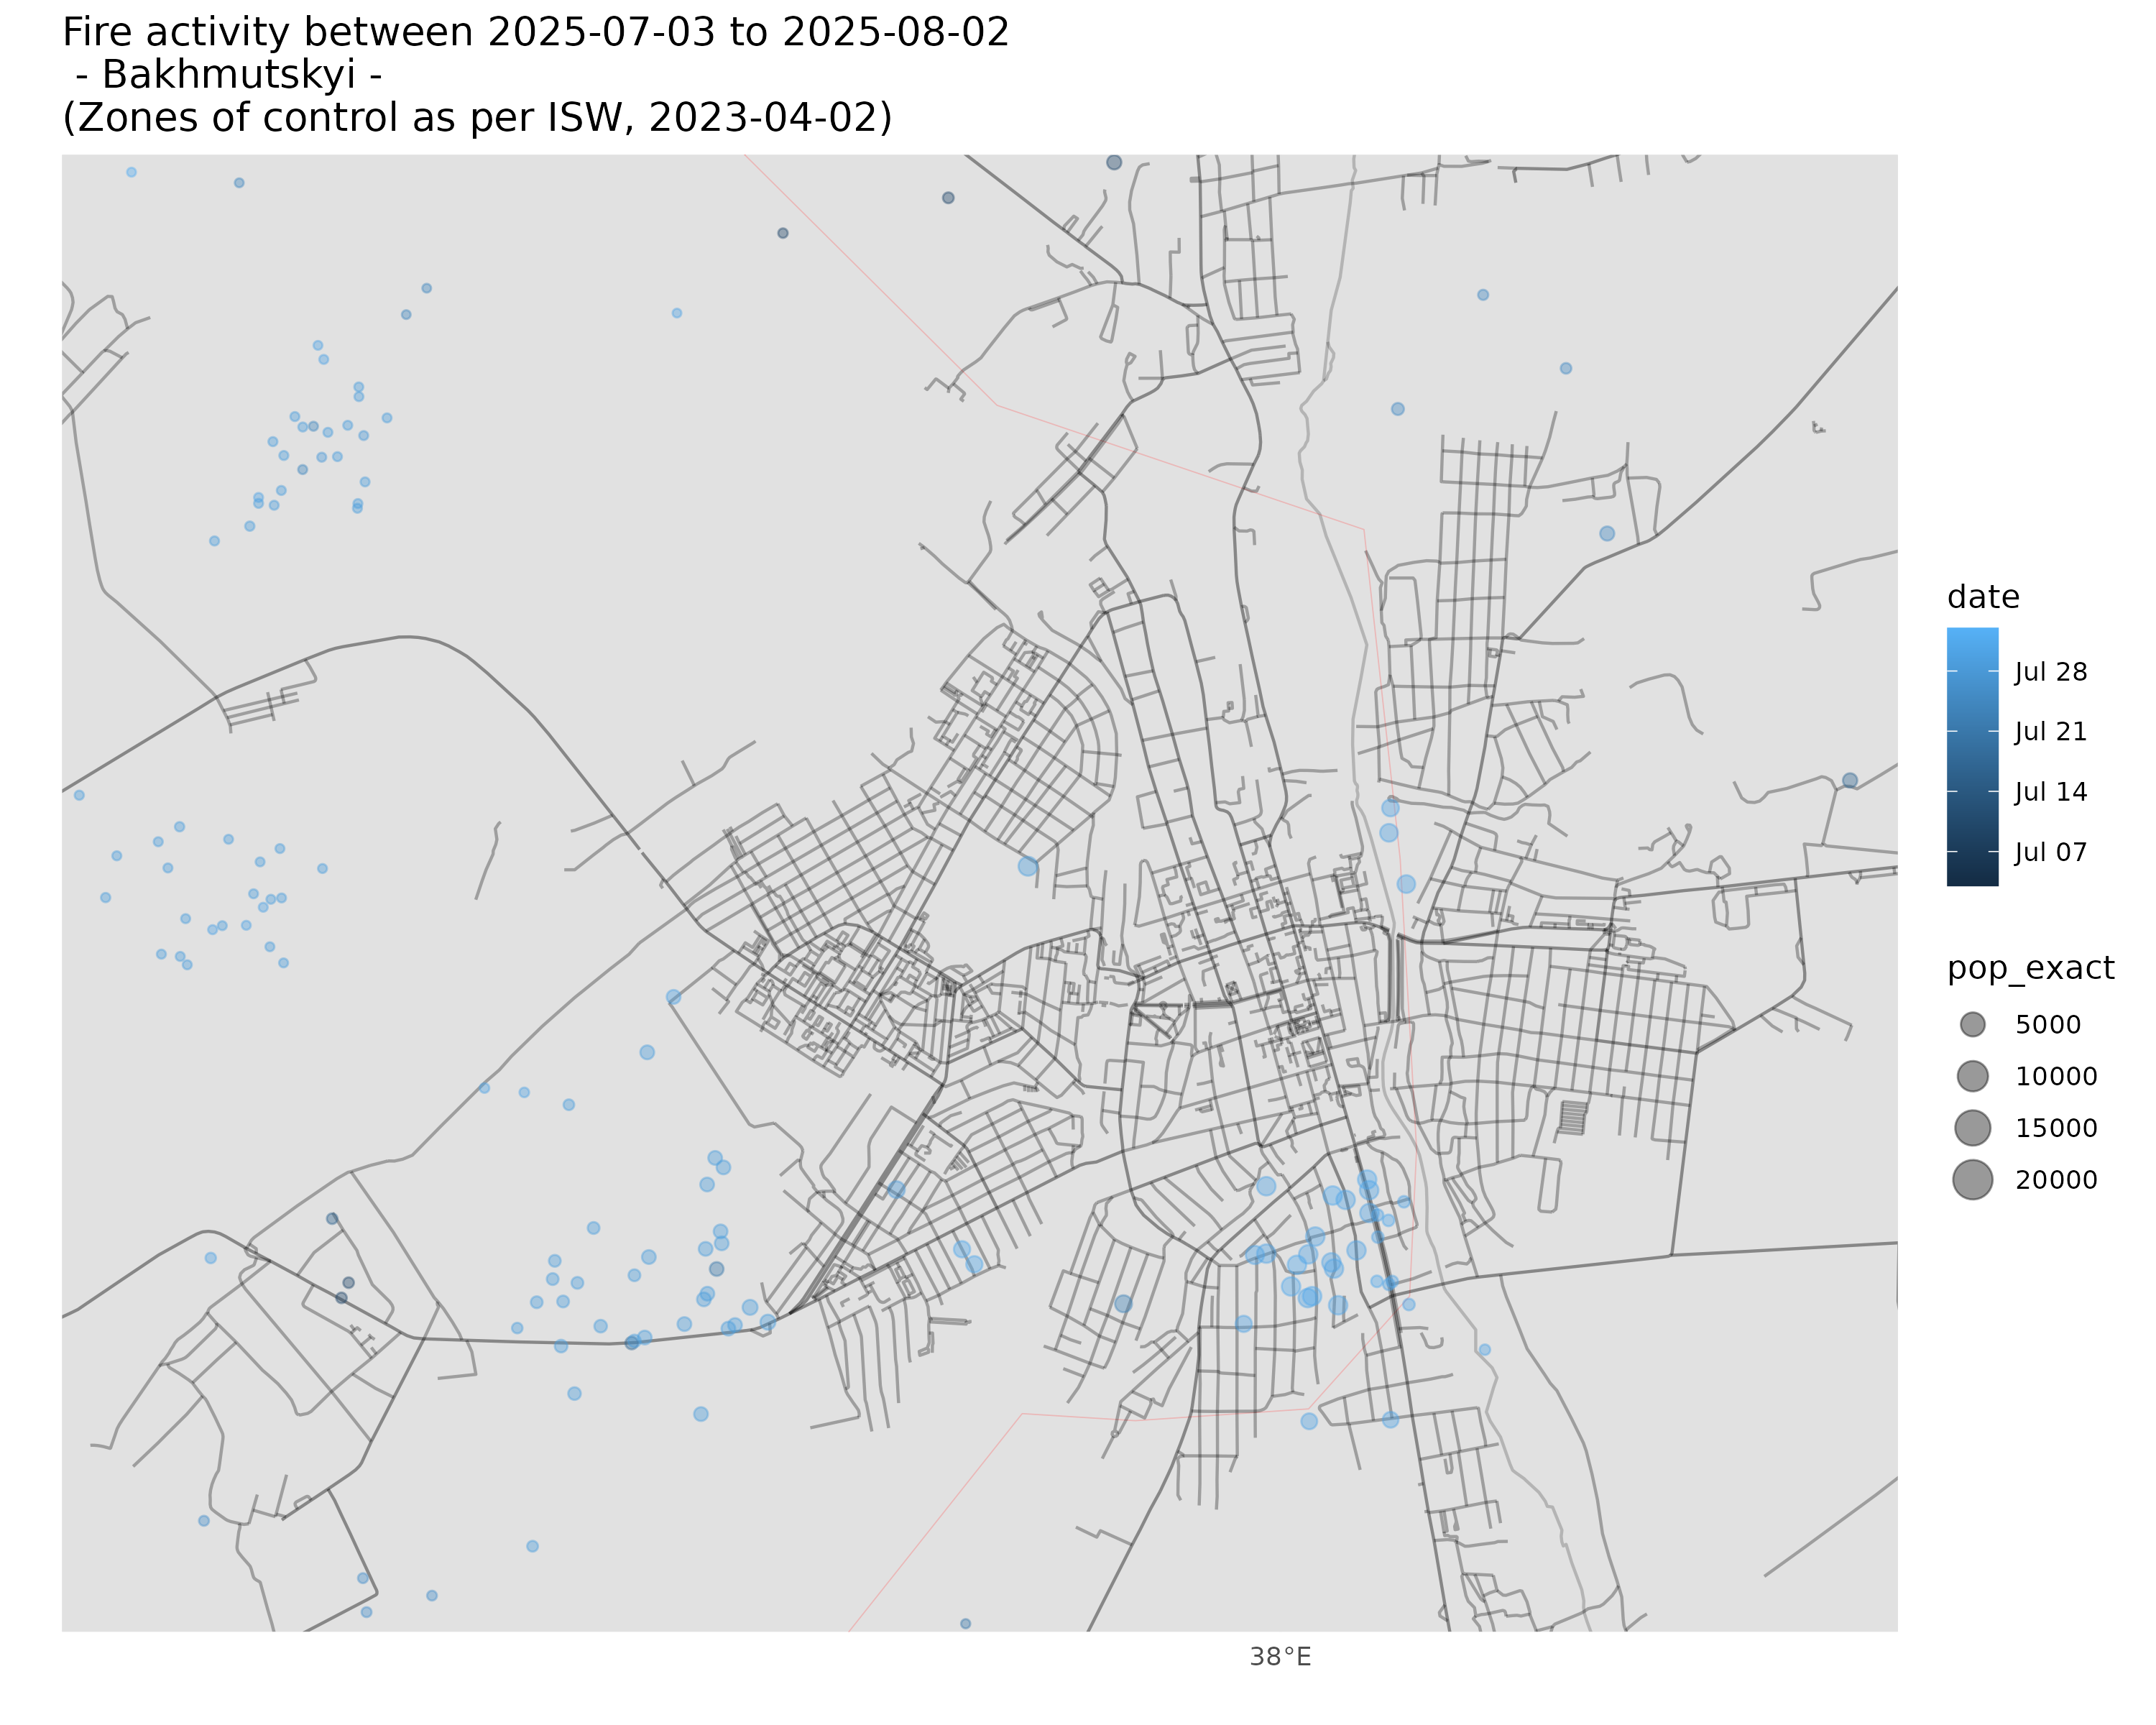 Fire activity between 2025-07-03 to 2025-08-02
- Bakhmutskyi -
(Zones of control as per ISW, 2023-04-02)
date
Jul 28
Jul 21
Jul 14
Jul 07
pop_exact
5000
10000
15000
20000
38°E